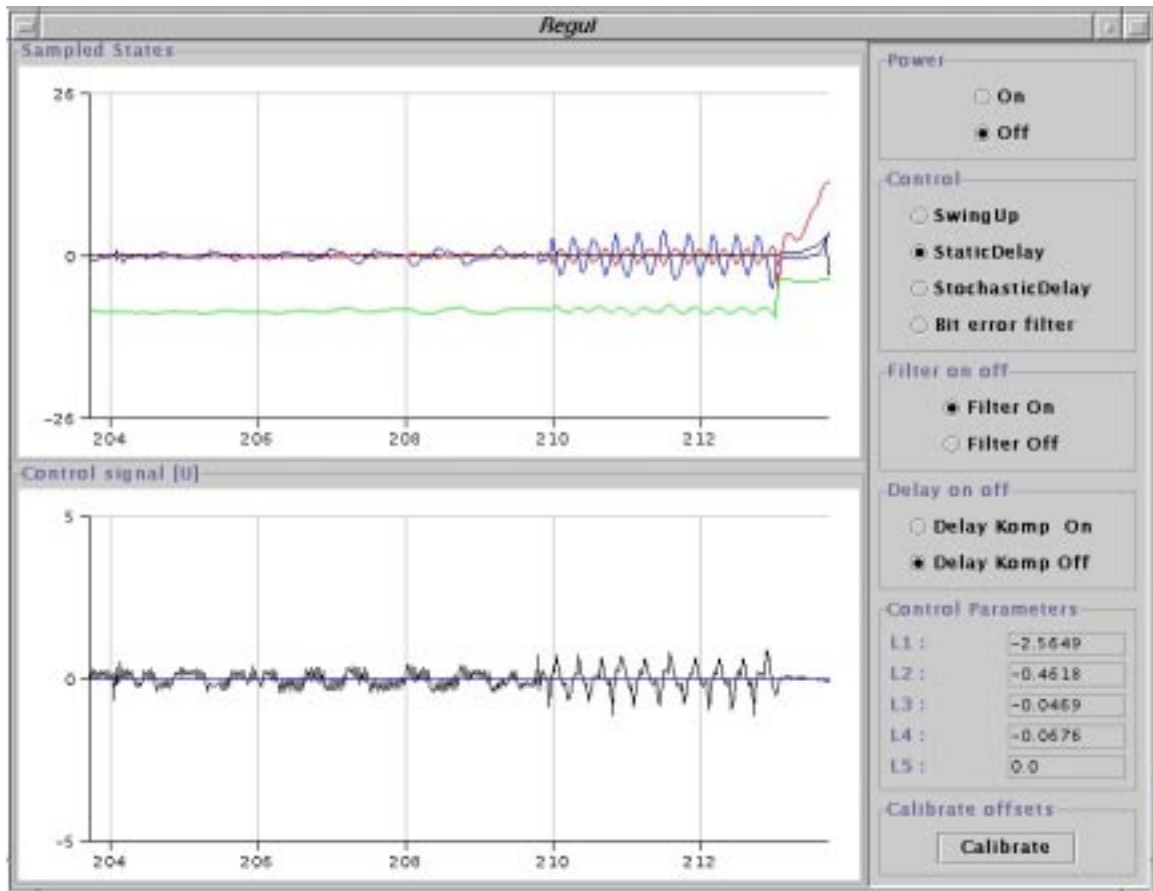 Regul
Sampled States
26
0
-26
204 206 208 210 212
Control signal [U]
5
0
-5
204 206 208 210 212
Power
On
Off
Control
SwingUp
StaticDelay
StochasticDelay
Bit error filter
Filter on off
Filter On
Filter Off
Delay on off
Delay Komp On
Delay Komp Off
Control Parameters
L1 : -2.5649
L2 : -0.4618
L3 : -0.0469
L4 : -0.0676
L5 : 0.0
Calibrate offsets
Calibrate